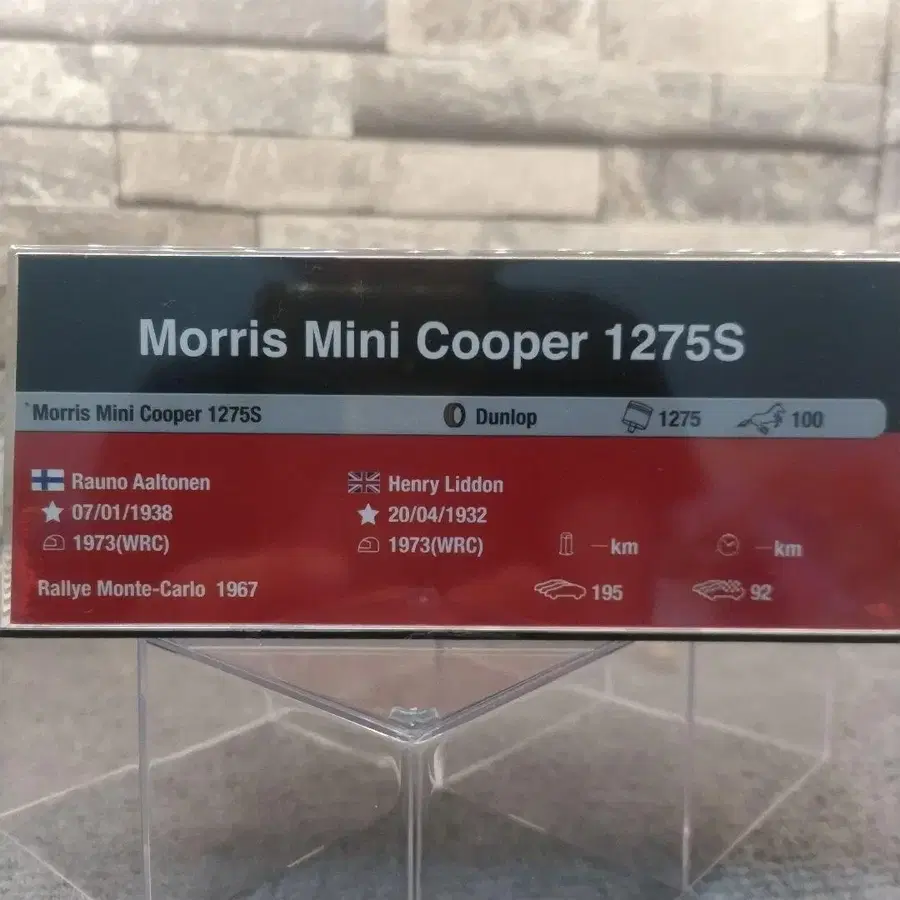 Morris Mini Cooper 1275S
Morris Mini Cooper 1275S Dunlop 1275 100
Rauno Aaltonen Henry Liddon
07/01/1938 20/04/1932
1973(WRC) 1973(WRC) —km —km
Rallye Monte-Carlo 1967 195 92